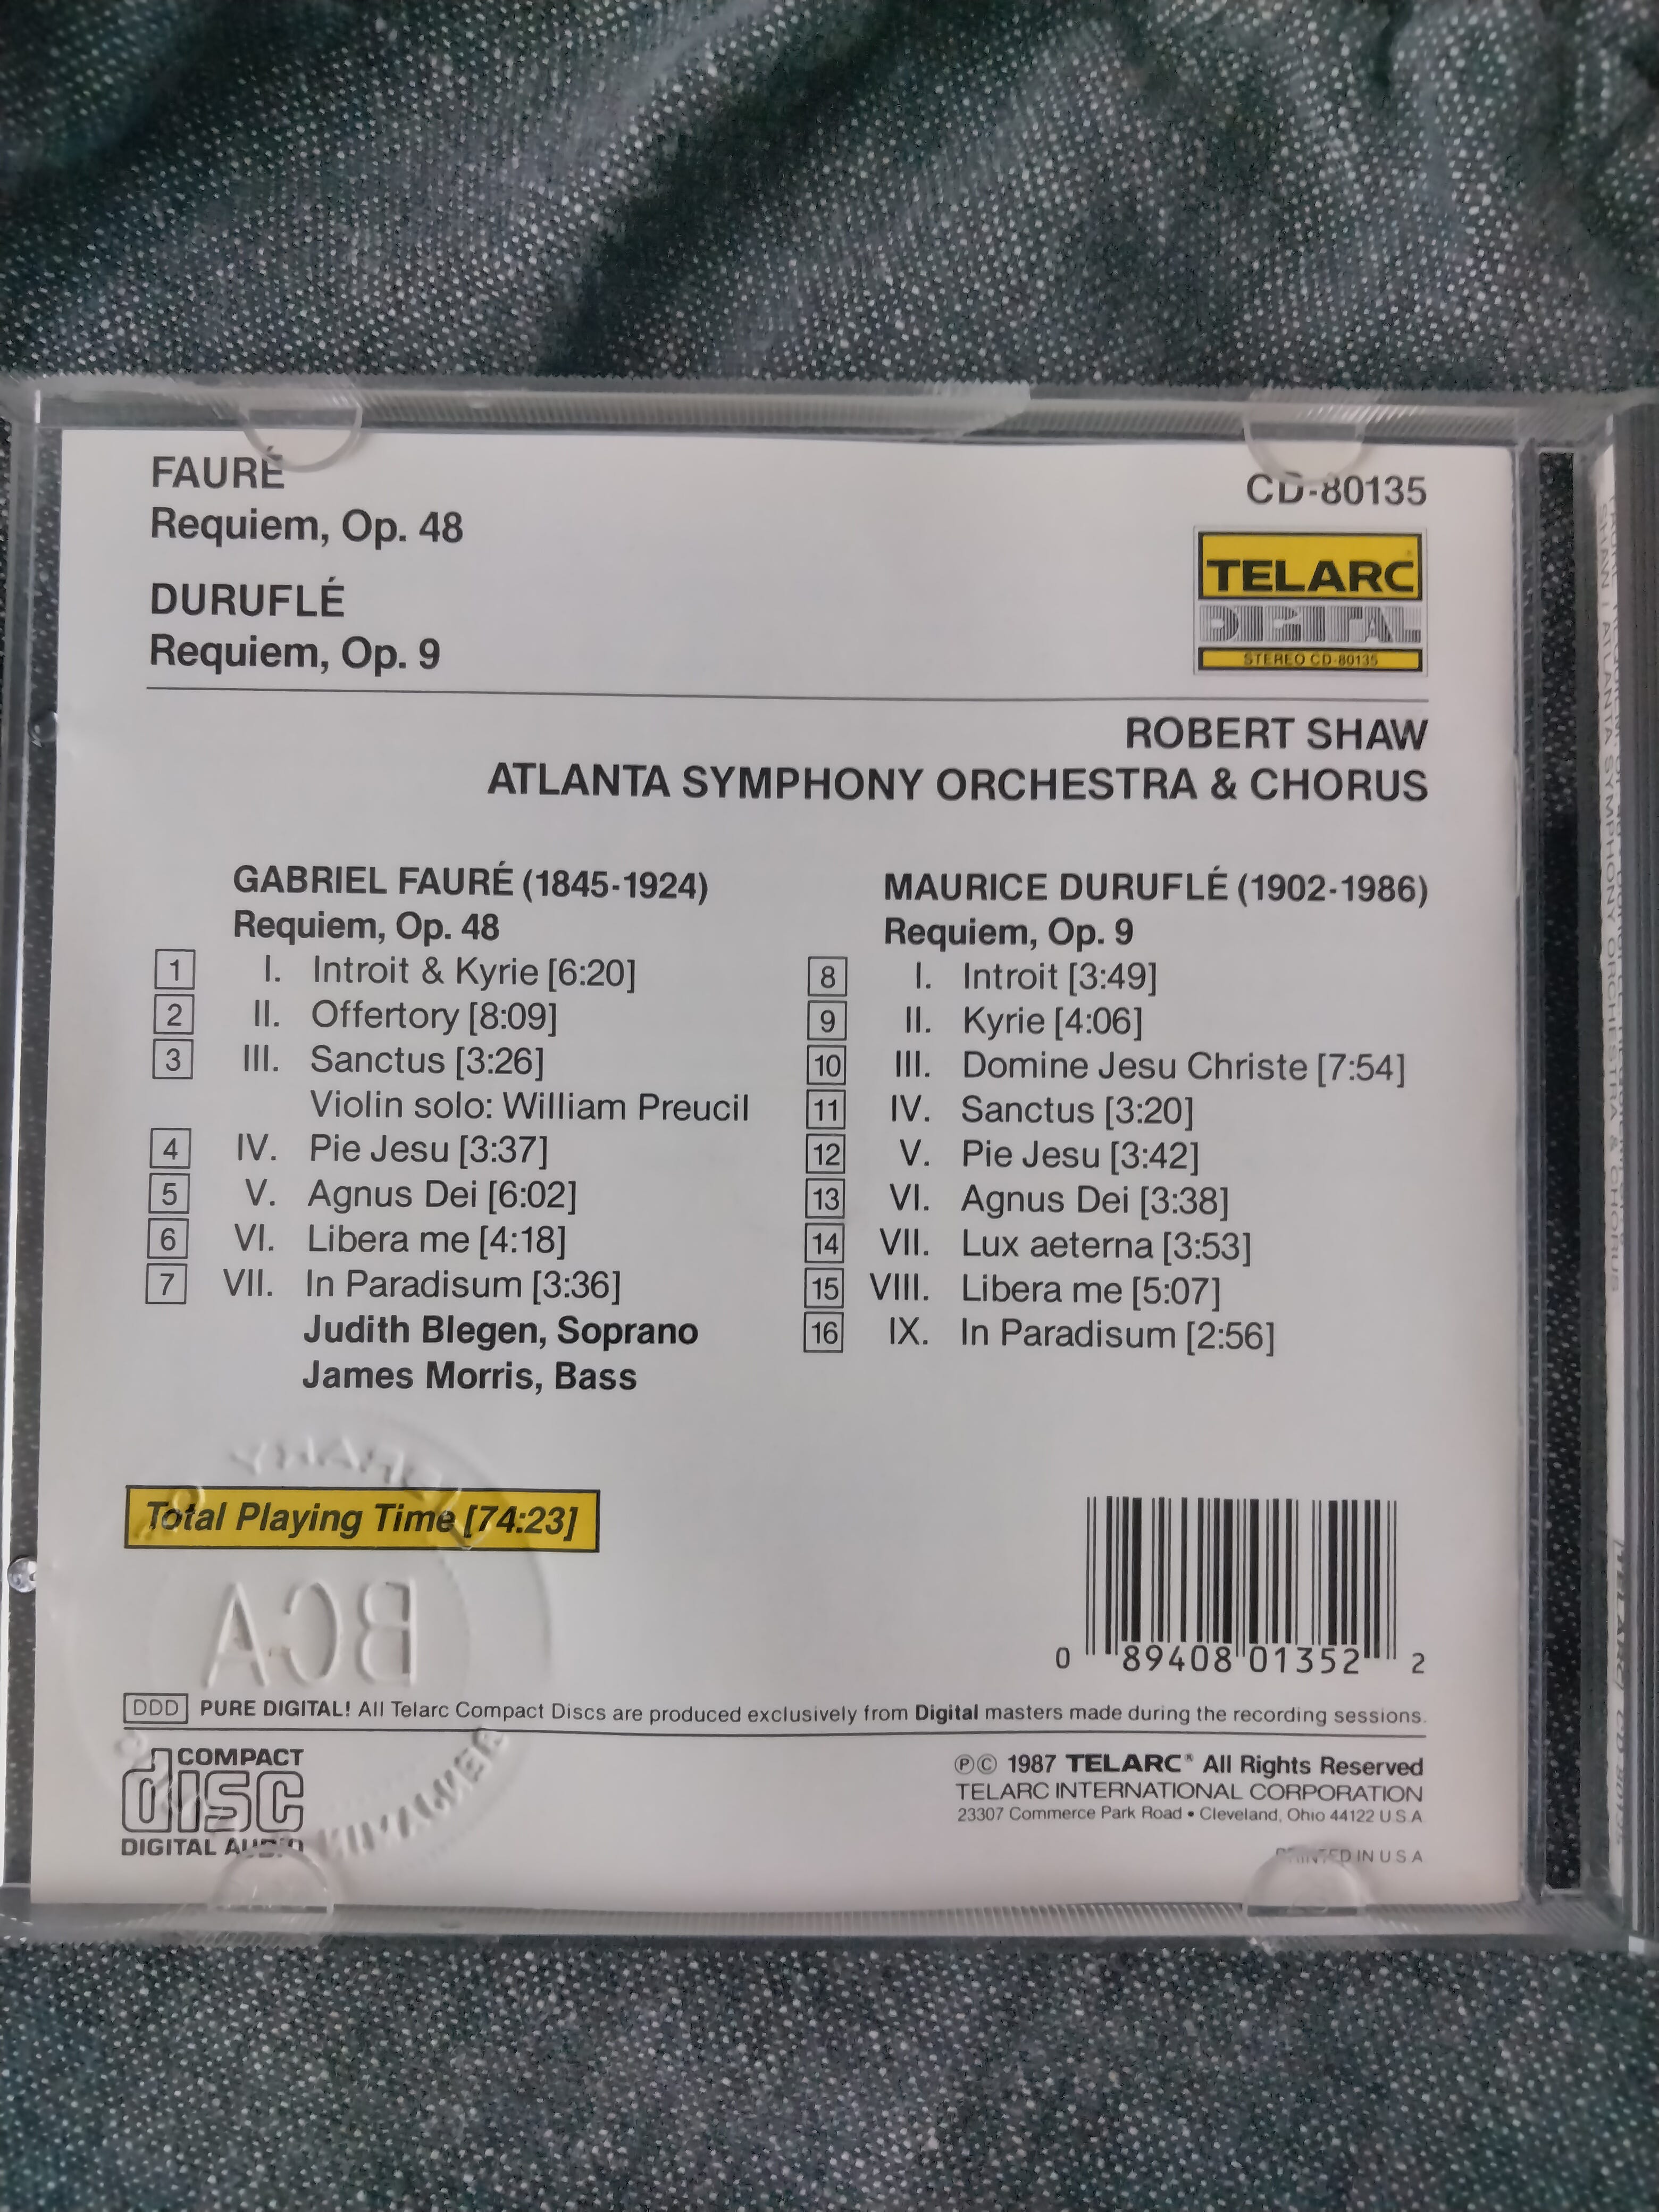 FAURÉ
Requiem, Op. 48
DURUFLÉ
Requiem, Op. 9
CD-80135
TELARC
DIGITAL
STEREO CD-80135
ROBERT SHAW
ATLANTA SYMPHONY ORCHESTRA & CHORUS
GABRIEL FAURÉ (1845-1924)
Requiem, Op. 48
1 I. Introit & Kyrie [6:20]
2 II. Offertory [8:09]
3 III. Sanctus [3:26]
Violin solo: William Preucil
4 IV. Pie Jesu [3:37]
5 V. Agnus Dei [6:02]
6 VI. Libera me [4:18]
7 VII. In Paradisum [3:36]
Judith Blegen, Soprano
James Morris, Bass
MAURICE DURUFLÉ (1902-1986)
Requiem, Op. 9
8 I. Introit [3:49]
9 II. Kyrie [4:06]
10 III. Domine Jesu Christe [7:54]
11 IV. Sanctus [3:20]
12 V. Pie Jesu [3:42]
13 VI. Agnus Dei [3:38]
14 VII. Lux aeterna [3:53]
15 VIII. Libera me [5:07]
16 IX. In Paradisum [2:56]
Total Playing Time [74:23]
BCA
0 89408 01352 2
DDD PURE DIGITAL! All Telarc Compact Discs are produced exclusively from Digital masters made during the recording sessions.
COMPACT
disc
DIGITAL AUDIO
℗© 1987 TELARC® All Rights Reserved
TELARC INTERNATIONAL CORPORATION
23307 Commerce Park Road • Cleveland, Ohio 44122 U.S.A.
PRINTED IN U.S.A.